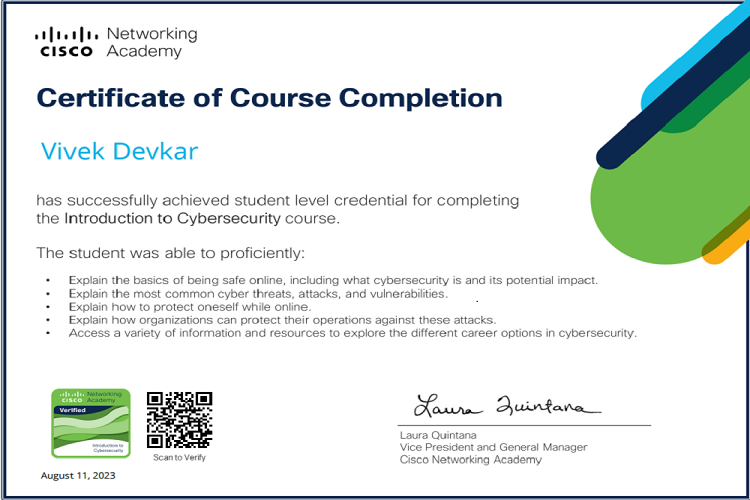 Networking
CISCO Academy
Certificate of Course Completion
Vivek Devkar
has successfully achieved student level credential for completing
the Introduction to Cybersecurity course.
The student was able to proficiently:
• Explain the basics of being safe online, including what cybersecurity is and its potential impact.
• Explain the most common cyber threats, attacks, and vulnerabilities.
• Explain how to protect oneself while online.
• Explain how organizations can protect their operations against these attacks.
• Access a variety of information and resources to explore the different career options in cybersecurity.
Networking
CISCO Academy
Verified
Introduction to
Cybersecurity
Scan to Verify
August 11, 2023
Laura Quintana
Laura Quintana
Vice President and General Manager
Cisco Networking Academy